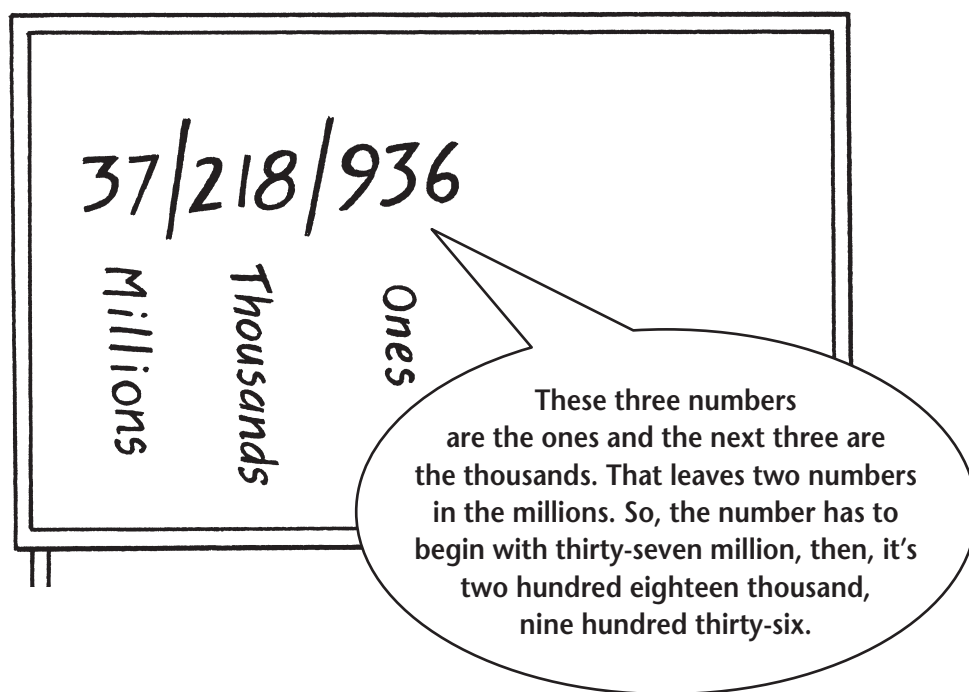 37/218/936
Millions
Thousands
Ones
These three numbers
are the ones and the next three are
the thousands. That leaves two numbers
in the millions. So, the number has to
begin with thirty-seven million, then, it's
two hundred eighteen thousand,
nine hundred thirty-six.